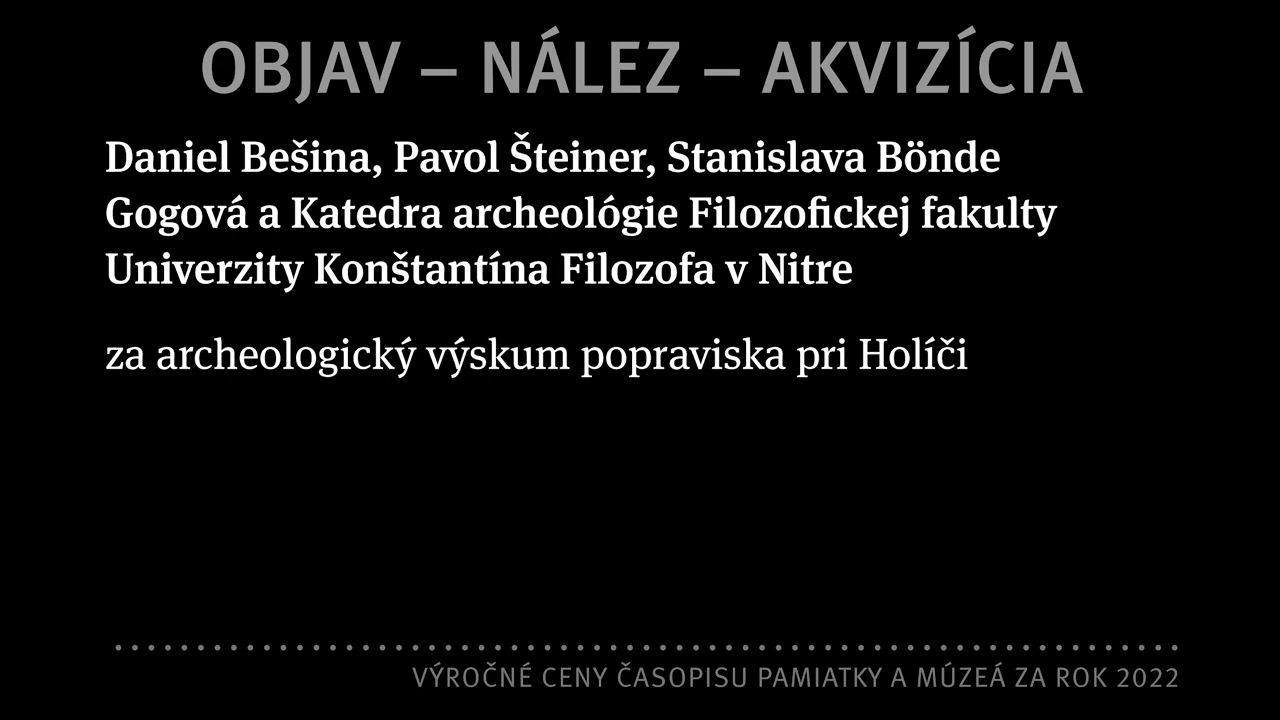 OBJAV – NÁLEZ – AKVIZÍCIA
Daniel Bešina, Pavol Šteiner, Stanislava Bönde
Gogová a Katedra archeológie Filozofickej fakulty
Univerzity Konštantína Filozofa v Nitre
za archeologický výskum popraviska pri Holíči
VÝROČNÉ CENY ČASOPISU PAMIATKY A MÚZEÁ ZA ROK 2022